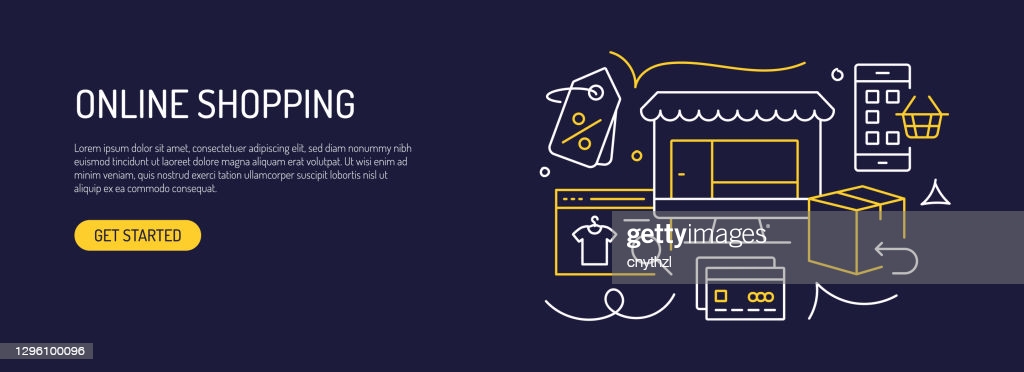 ONLINE SHOPPING
Lorem ipsum dolor sit amet, consectetuer adipiscing elit, sed diam nonummy nibh
euismod tincidunt ut laoreet dolore magna aliquam erat volutpat. Ut wisi enim ad
minim veniam, quis nostrud exerci tation ullamcorper suscipit lobortis nisl ut
aliquip ex ea commodo consequat.
GET STARTED
gettyimages
cnythzl
1296100096